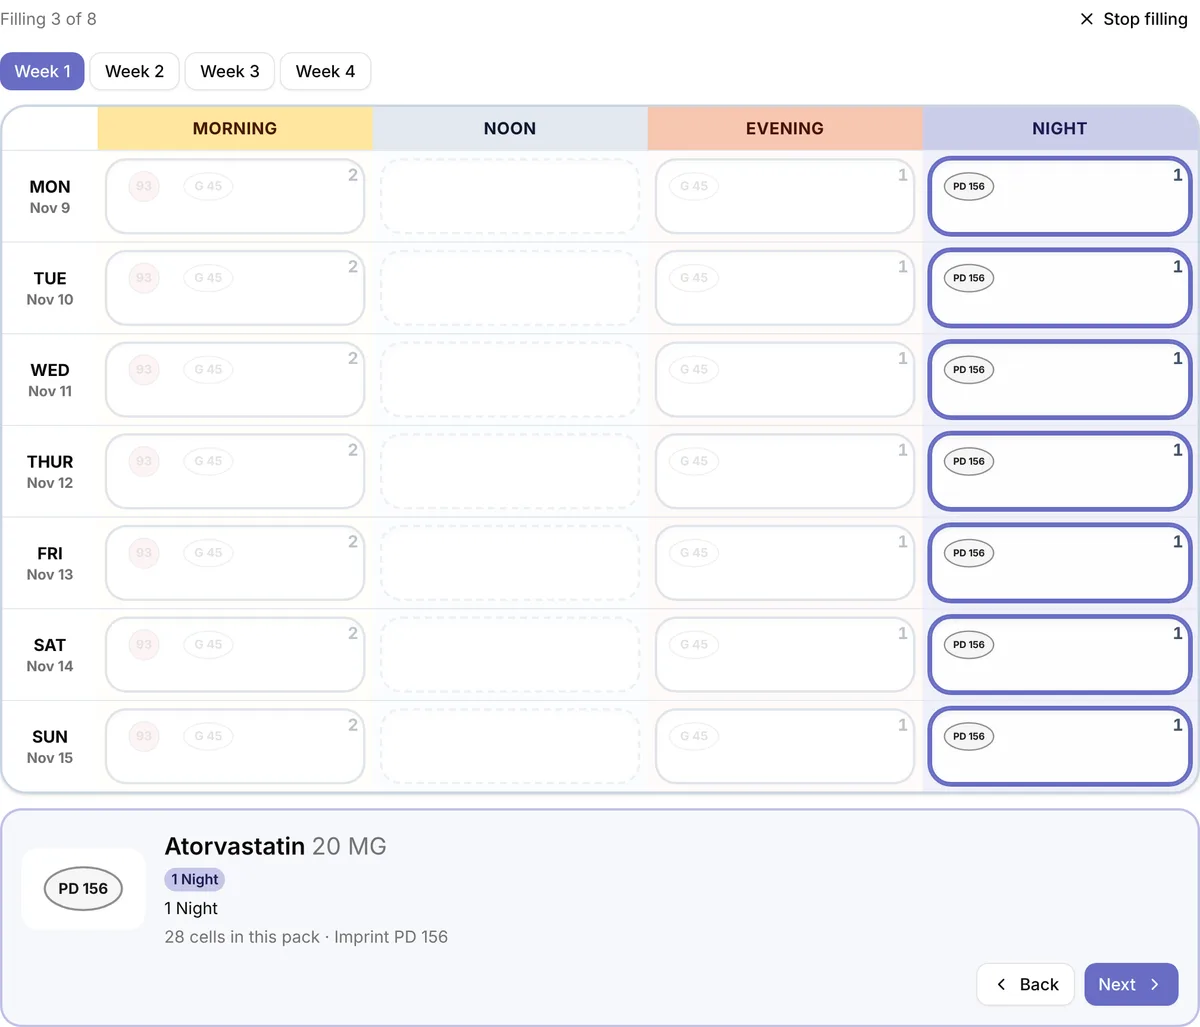 Filling 3 of 8
Stop filling
Week 1 Week 2 Week 3 Week 4
MORNING NOON EVENING NIGHT
MON
Nov 9
93 G 45 2 G 45 1 PD 156 1
TUE
Nov 10
93 G 45 2 G 45 1 PD 156 1
WED
Nov 11
93 G 45 2 G 45 1 PD 156 1
THUR
Nov 12
93 G 45 2 G 45 1 PD 156 1
FRI
Nov 13
93 G 45 2 G 45 1 PD 156 1
SAT
Nov 14
93 G 45 2 G 45 1 PD 156 1
SUN
Nov 15
93 G 45 2 G 45 1 PD 156 1
PD 156
Atorvastatin 20 MG
1 Night
1 Night
28 cells in this pack · Imprint PD 156
Back Next